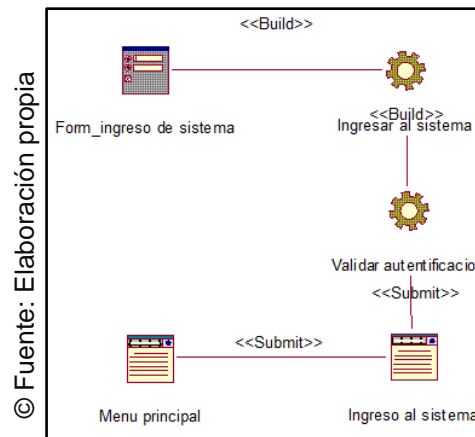 © Fuente: Elaboración propia
<<Build>>
Form_ingreso de sistema
<<Build>>
Ingresar al sistema
Validar autentificacio
<<Submit>>
<<Submit>>
Menu principal
Ingreso al sistema